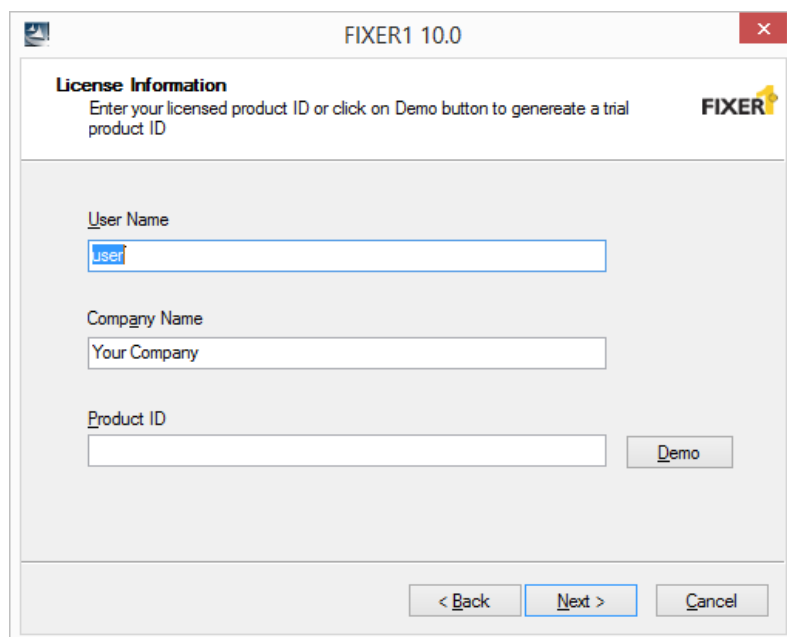 FIXER1 10.0
License Information
Enter your licensed product ID or click on Demo button to genereate a trial
product ID
FIXER1
User Name
user
Company Name
Your Company
Product ID
Demo
< Back
Next >
Cancel